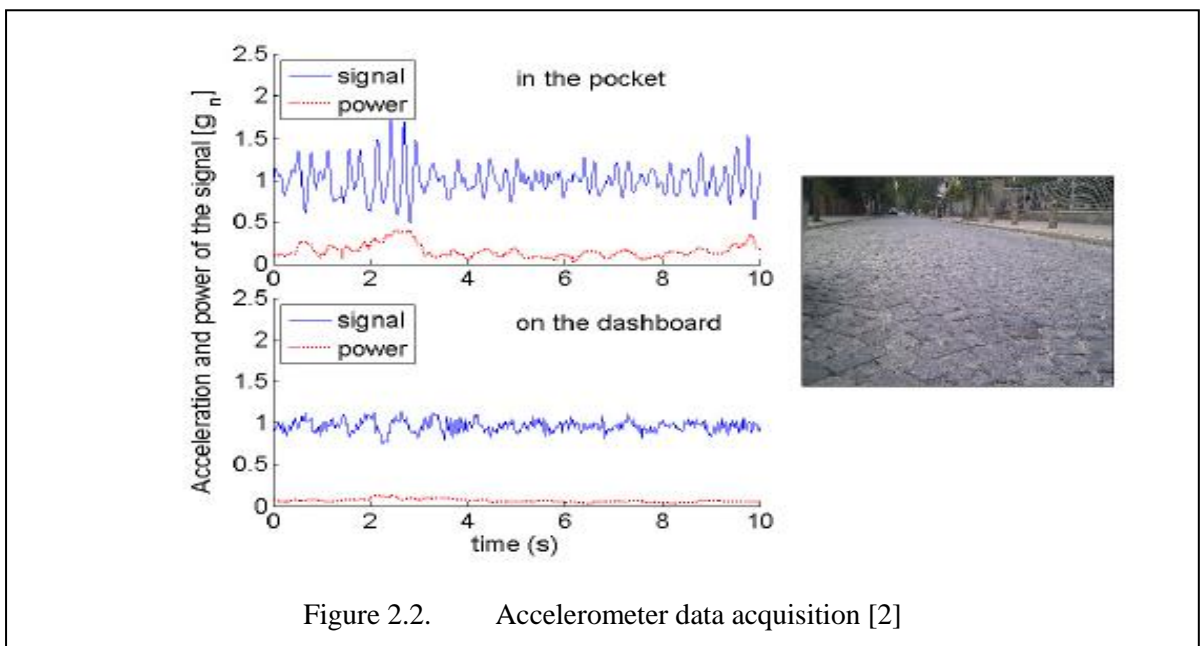 Acceleration and power of the signal [g n]
2.5
2
1.5
1
0.5
0
signal
power
in the pocket
0 2 4 6 8 10
2.5
2
1.5
1
0.5
0
signal
power
on the dashboard
0 2 4 6 8 10
time (s)
Figure 2.2. Accelerometer data acquisition [2]